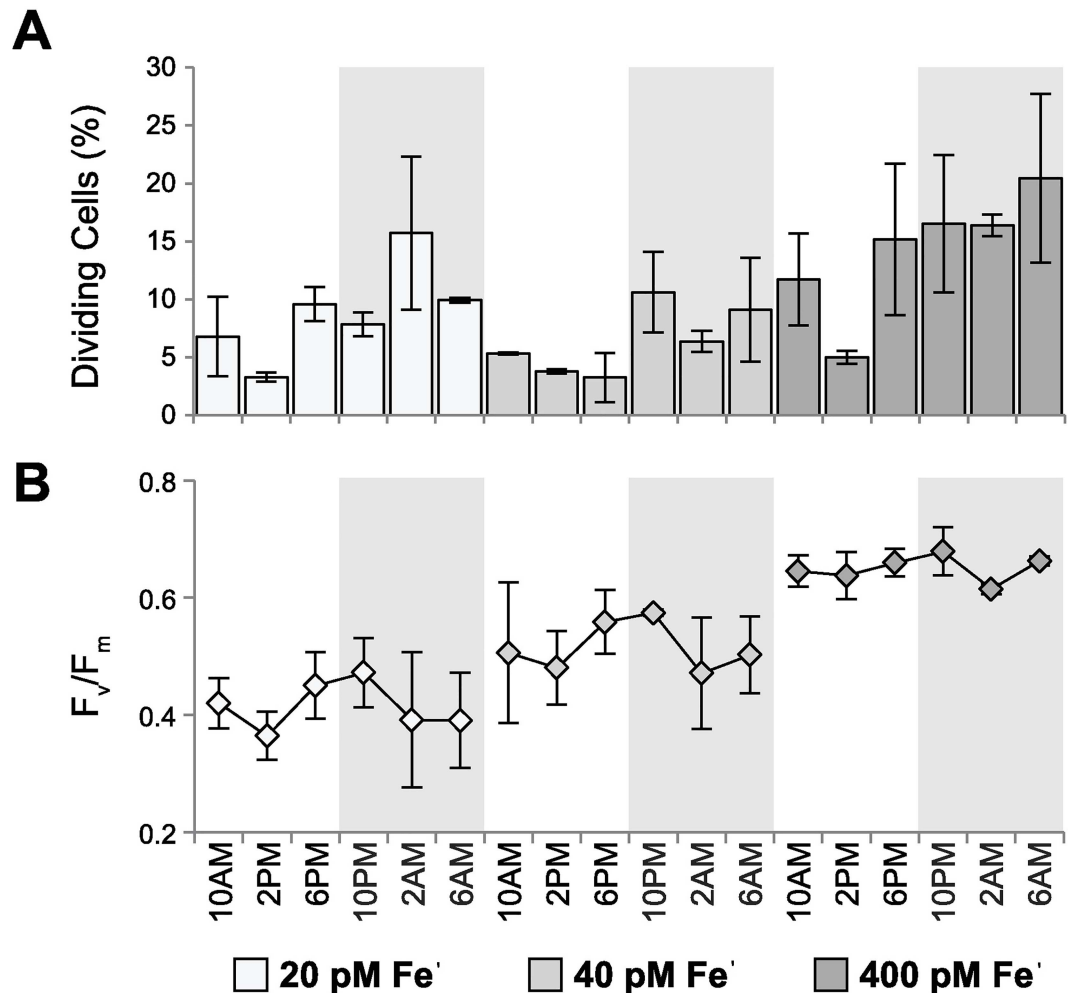 A
30
25
20
15
10
5
0
Dividing Cells (%)
B
0.8
0.6
0.4
0.2
Fv/Fm
10AM 2PM 6PM 10PM 2AM 6AM 10AM 2PM 6PM 10PM 2AM 6AM 10AM 2PM 6PM 10PM 2AM 6AM
20 pM Fe' 40 pM Fe' 400 pM Fe'